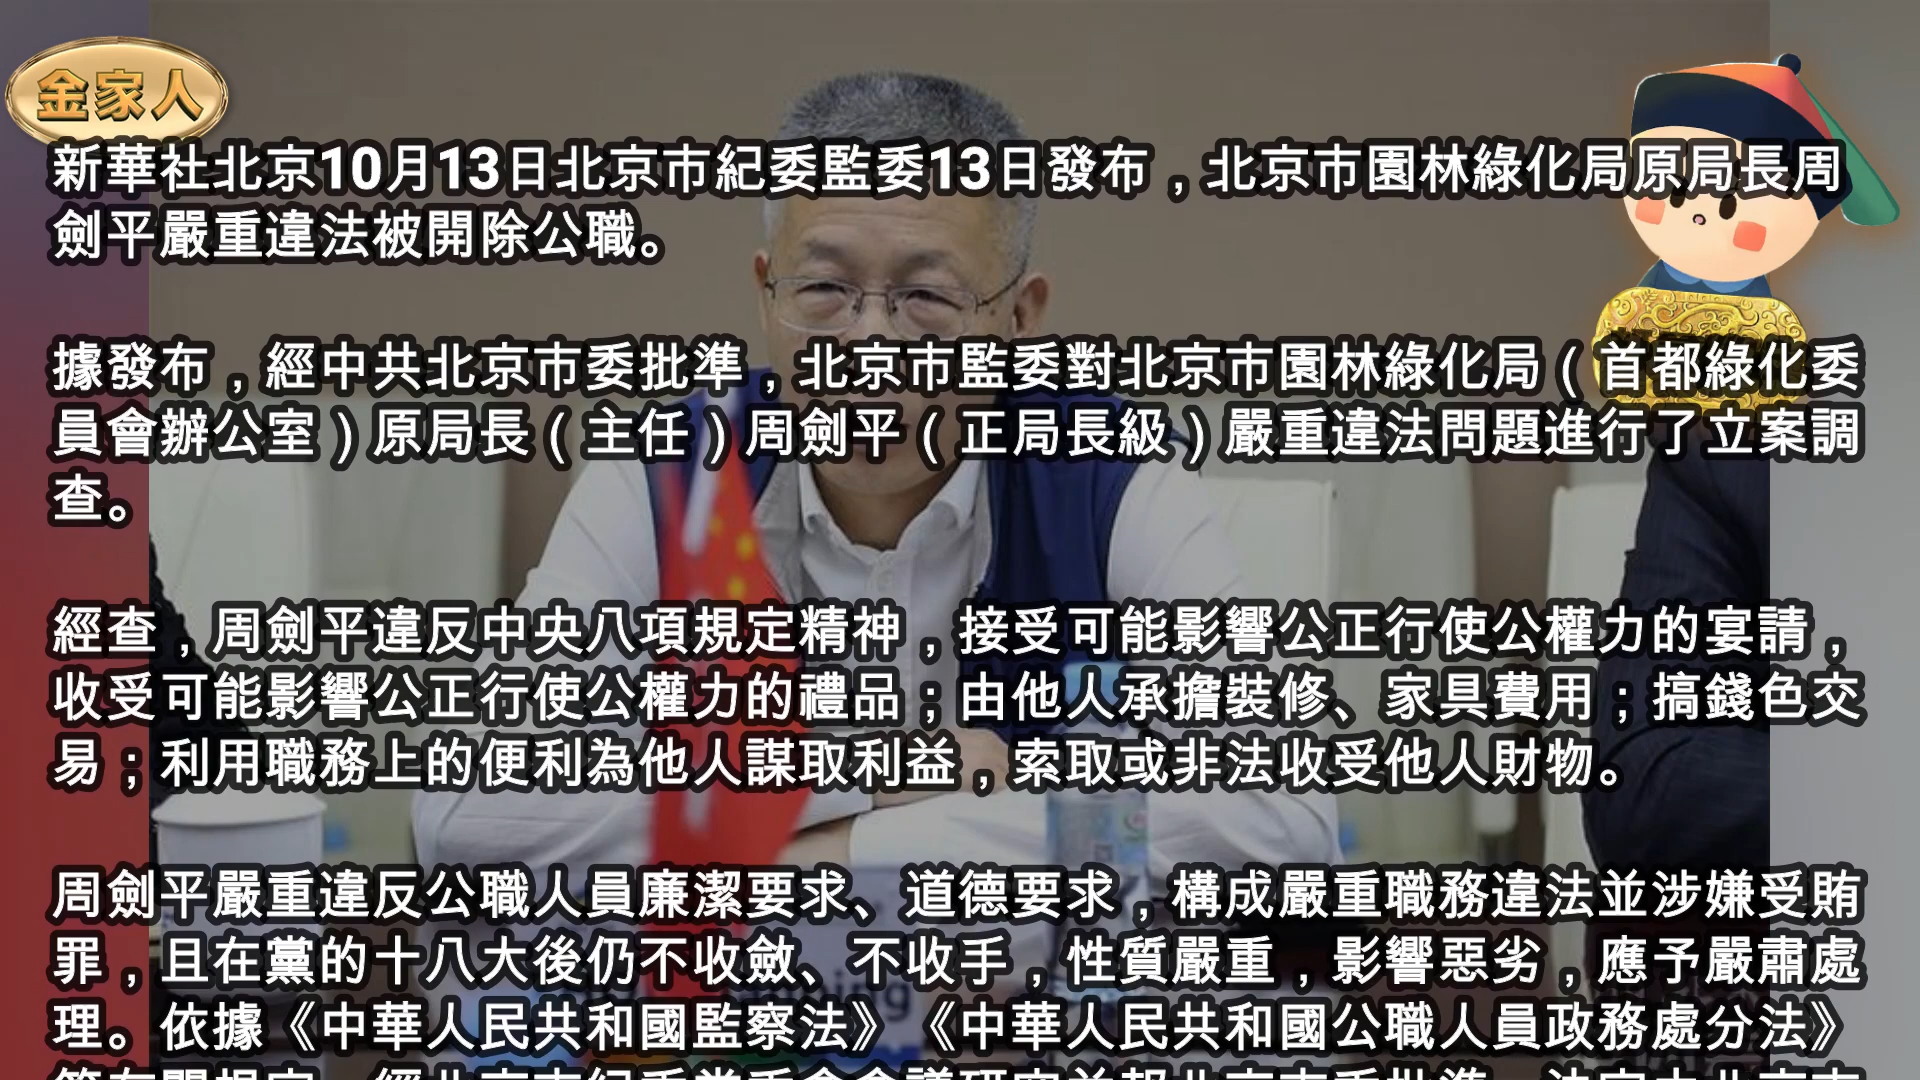 金家人
新華社北京10月13日北京市紀委監委13日發布，北京市園林綠化局原局長周
劍平嚴重違法被開除公職。
據發布，經中共北京市委批準，北京市監委對北京市園林綠化局（首都綠化委
員會辦公室）原局長（主任）周劍平（正局長級）嚴重違法問題進行了立案調
查。
經查，周劍平違反中央八項規定精神，接受可能影響公正行使公權力的宴請，
收受可能影響公正行使公權力的禮品；由他人承擔裝修、家具費用；搞錢色交
易；利用職務上的便利為他人謀取利益，索取或非法收受他人財物。
周劍平嚴重違反公職人員廉潔要求、道德要求，構成嚴重職務違法並涉嫌受賄
罪，且在黨的十八大後仍不收斂、不收手，性質嚴重，影響惡劣，應予嚴肅處
理。依據《中華人民共和國監察法》《中華人民共和國公職人員政務處分法》